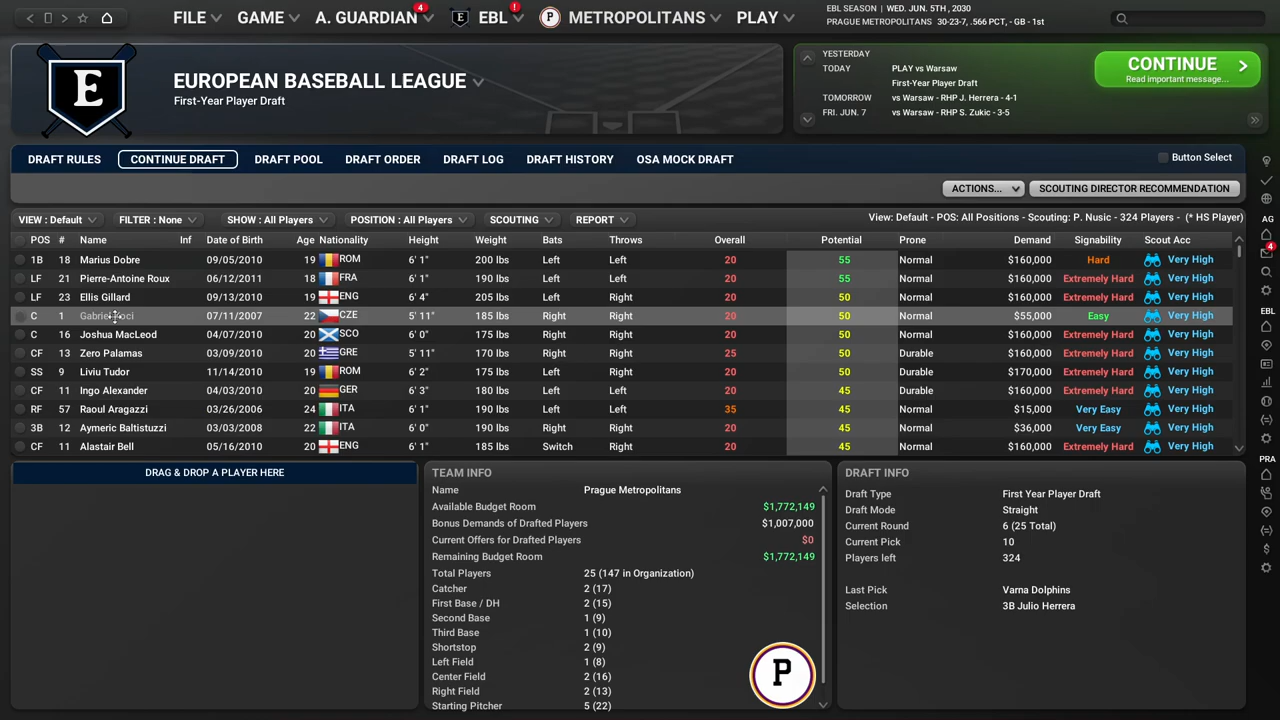 FILE GAME A. GUARDIAN 4 EBL ! P METROPOLITANS PLAY
EBL SEASON | WED. JUN. 5TH , 2030
PRAGUE METROPOLITANS 30-23-7, .566 PCT, - GB - 1st
E
EUROPEAN BASEBALL LEAGUE
First-Year Player Draft
YESTERDAY
TODAY PLAY vs Warsaw
First-Year Player Draft
TOMORROW vs Warsaw - RHP J. Herrera - 4-1
FRI. JUN. 7 vs Warsaw - RHP S. Zukic - 3-5
CONTINUE
Read important message...
DRAFT RULES CONTINUE DRAFT DRAFT POOL DRAFT ORDER DRAFT LOG DRAFT HISTORY OSA MOCK DRAFT Button Select
ACTIONS... SCOUTING DIRECTOR RECOMMENDATION
VIEW : Default FILTER : None SHOW : All Players POSITION : All Players SCOUTING REPORT View: Default - POS: All Positions - Scouting: P. Nusic - 324 Players - (* HS Player)
POS # Name Inf Date of Birth Age Nationality Height Weight Bats Throws Overall Potential Prone Demand Signability Scout Acc
1B 18 Marius Dobre 09/05/2010 19 ROM 6' 1" 200 lbs Left Left 20 55 Normal $160,000 Hard Very High
LF 21 Pierre-Antoine Roux 06/12/2011 18 FRA 6' 1" 190 lbs Left Left 20 55 Normal $160,000 Extremely Hard Very High
LF 23 Ellis Gillard 09/13/2010 19 ENG 6' 4" 205 lbs Left Right 20 50 Normal $160,000 Extremely Hard Very High
C 1 07/11/2007 22 CZE 5' 11" 185 lbs Right Right 20 50 Normal $55,000 Easy Very High
C 16 Joshua MacLeod 04/07/2010 20 SCO 6' 0" 190 lbs Right Right 20 50 Normal $160,000 Extremely Hard Very High
CF 13 Zero Palamas 03/09/2010 20 GRE 5' 11" 170 lbs Left Right 25 50 Durable $160,000 Extremely Hard Very High
SS 9 Liviu Tudor 11/14/2010 19 ROM 6' 2" 175 lbs Right Right 20 50 Durable $170,000 Extremely Hard Very High
CF 11 Ingo Alexander 04/03/2010 20 GER 6' 3" 180 lbs Left Left 20 45 Durable $160,000 Extremely Hard Very High
RF 57 Raoul Aragazzi 03/26/2006 24 ITA 6' 1" 190 lbs Left Left 35 45 Normal $15,000 Very Easy Very High
3B 12 Aymeric Baltistuzzi 03/03/2008 22 ITA 6' 0" 190 lbs Right Right 20 45 Normal $36,000 Very Easy Very High
CF 11 Alastair Bell 05/16/2010 20 ENG 6' 1" 185 lbs Switch Right 20 45 Normal $160,000 Extremely Hard Very High
DRAG & DROP A PLAYER HERE
TEAM INFO
Name Prague Metropolitans
Available Budget Room $1,772,149
Bonus Demands of Drafted Players $1,007,000
Current Offers for Drafted Players $0
Remaining Budget Room $1,772,149
Total Players 25 (147 in Organization)
Catcher 2 (17)
First Base / DH 2 (15)
Second Base 1 (9)
Third Base 1 (10)
Shortstop 2 (9)
Left Field 1 (8)
Center Field 2 (16)
Right Field 2 (13)
Starting Pitcher 5 (22)
P
DRAFT INFO
Draft Type First Year Player Draft
Draft Mode Straight
Current Round 6 (25 Total)
Current Pick 10
Players left 324
Last Pick Varna Dolphins
Selection 3B Julio Herrera
AG
4
EBL
PRA